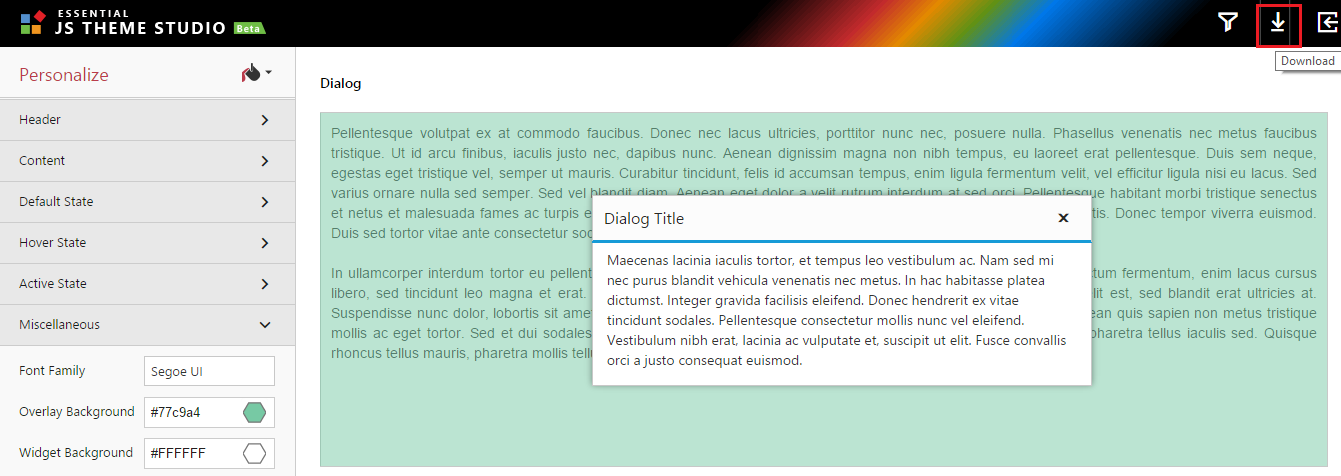 ESSENTIAL
JS THEME STUDIO Beta
Download
Personalize
Header
Content
Default State
Hover State
Active State
Miscellaneous
Font Family Segoe UI
Overlay Background #77c9a4
Widget Background #FFFFFF
Dialog
Pellentesque volutpat ex at commodo faucibus. Donec nec lacus ultricies, porttitor nunc nec, posuere nulla. Phasellus venenatis nec metus faucibus
tristique. Ut id arcu finibus, iaculis justo nec, dapibus nunc. Aenean dignissim magna non nibh tempus, eu laoreet erat pellentesque. Duis sem neque,
egestas eget tristique vel, semper ut mauris. Curabitur tincidunt, felis id accumsan tempus, enim ligula fermentum velit, vel efficitur ligula nisi eu lacus. Sed
varius ornare nulla sed semper. Sed vel blandit diam. Aenean eget dolor a velit rutrum interdum at sed orci. Pellentesque habitant morbi tristique senectus
et netus et malesuada fames ac turpis e tis. Donec tempor viverra euismod.
Duis sed tortor vitae ante consectetur soc
In ullamcorper interdum tortor eu pellent tum fermentum, enim lacus cursus
libero, sed tincidunt leo magna et erat. lit est, sed blandit erat ultricies at.
Suspendisse nunc dolor, lobortis sit ame ean quis sapien non metus tristique
mollis ac eget tortor. Sed et dui sodales pharetra tellus iaculis sed. Quisque
rhoncus tellus mauris, pharetra mollis tell
Dialog Title
Maecenas lacinia iaculis tortor, et tempus leo vestibulum ac. Nam sed mi
nec purus blandit vehicula venenatis nec metus. In hac habitasse platea
dictumst. Integer gravida facilisis eleifend. Donec hendrerit ex vitae
tincidunt sodales. Pellentesque consectetur mollis nunc vel eleifend.
Vestibulum nibh erat, lacinia ac vulputate et, suscipit ut elit. Fusce convallis
orci a justo consequat euismod.